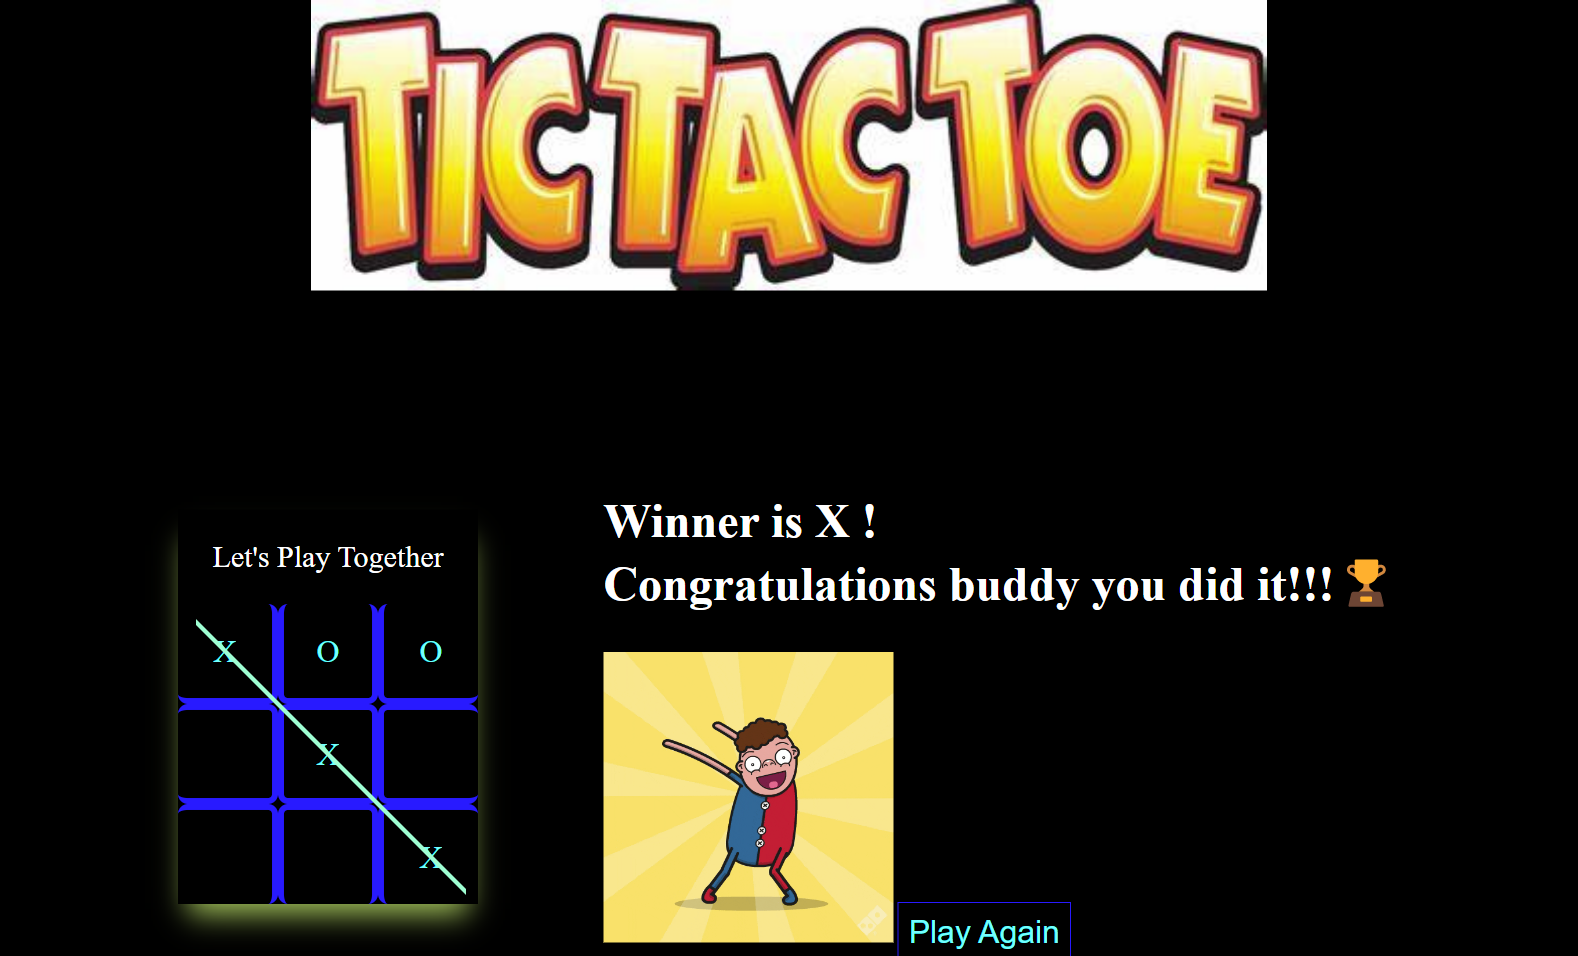 TIC TAC TOE
Winner is X !
Congratulations buddy you did it!!!
Let's Play Together
X O O
X
X
Play Again